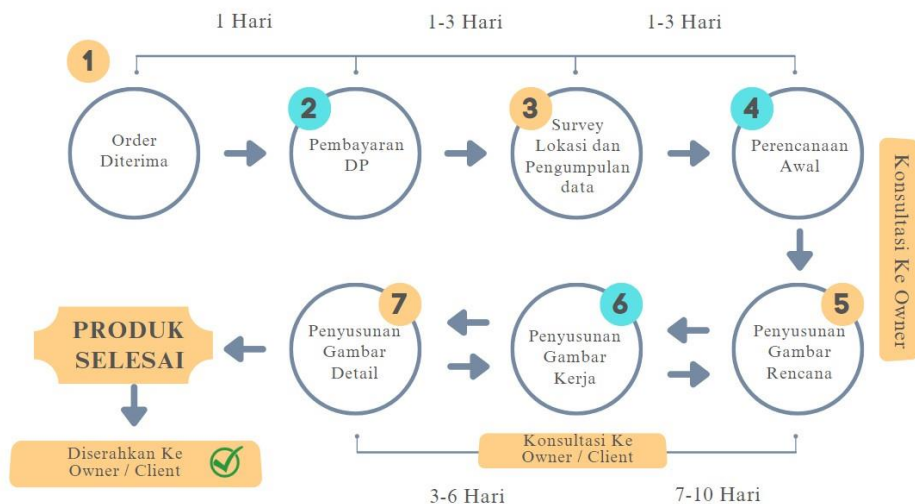 1 Hari
1-3 Hari
1-3 Hari
1
Order
Diterima
2
Pembayaran
DP
3
Survey
Lokasi dan
Pengumpulan
data
4
Perencanaan
Awal
Konsultasi Ke Owner
5
Penyusunan
Gambar
Rencana
6
Penyusunan
Gambar
Kerja
7
Penyusunan
Gambar
Detail
PRODUK
SELESAI
Diserahkan Ke
Owner / Client
Konsultasi Ke
Owner / Client
3-6 Hari
7-10 Hari